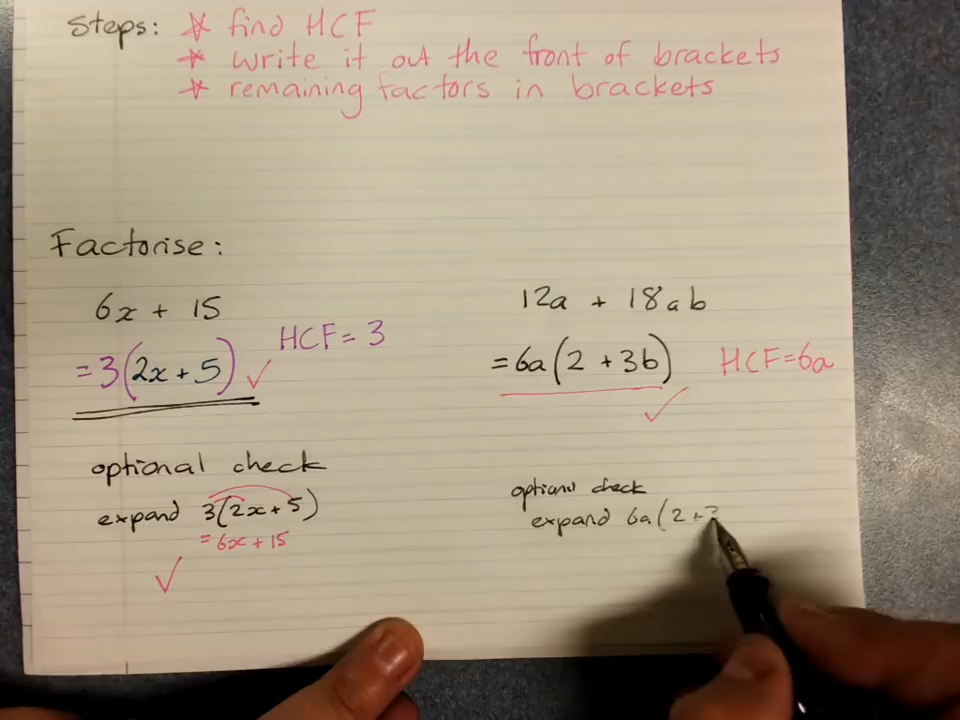 Steps: * find HCF
* write it out the front of brackets
* remaining factors in brackets
Factorise:
6x + 15
= 3(2x + 5) ✓ HCF = 3
optional check
expand 3(2x + 5)
= 6x + 15
✓
12a + 18ab
= 6a(2 + 3b) HCF = 6a
✓
optional check
expand 6a(2 + 3